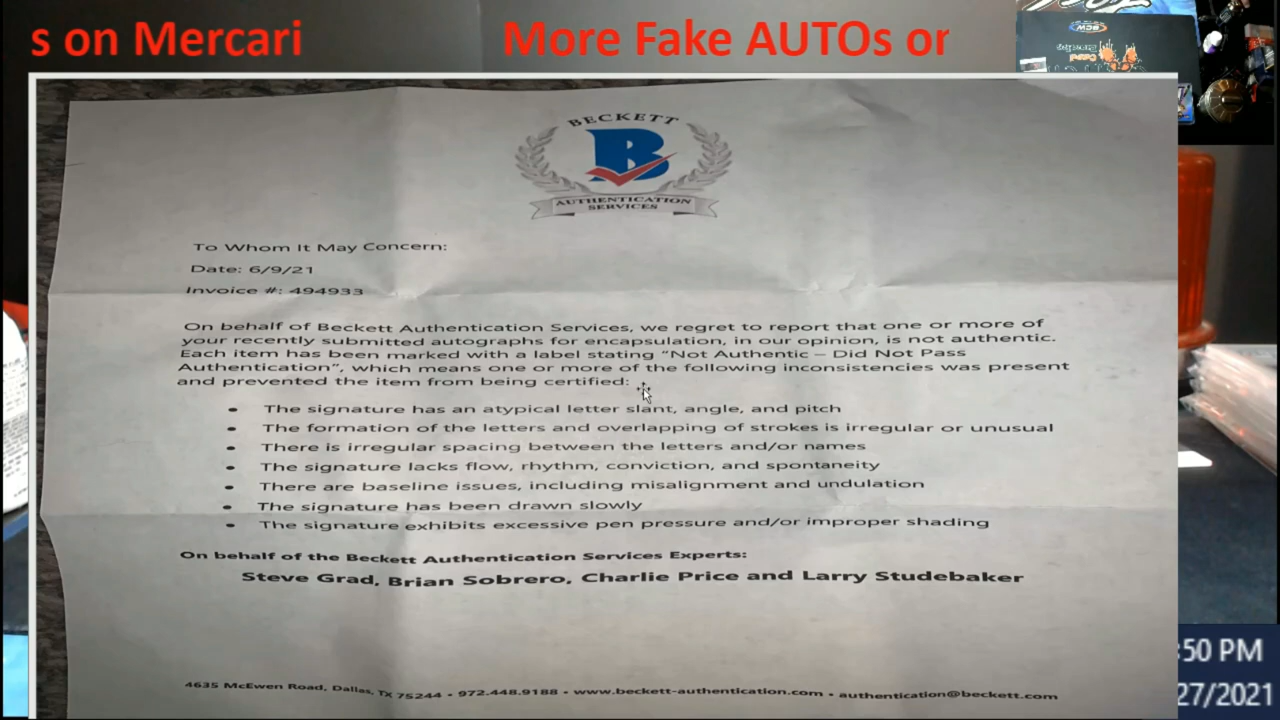 s on Mercari More Fake AUTOs or
BCW
BECKETT
B
AUTHENTICATION
SERVICES
To Whom It May Concern:
Date: 6/9/21
Invoice #: 494933
On behalf of Beckett Authentication Services, we regret to report that one or more of
your recently submitted autographs for encapsulation, in our opinion, is not authentic.
Each item has been marked with a label stating “Not Authentic – Did Not Pass
Authentication”, which means one or more of the following inconsistencies was present
and prevented the item from being certified:
• The signature has an atypical letter slant, angle, and pitch
• The formation of the letters and overlapping of strokes is irregular or unusual
• There is irregular spacing between the letters and/or names
• The signature lacks flow, rhythm, conviction, and spontaneity
• There are baseline issues, including misalignment and undulation
• The signature has been drawn slowly
• The signature exhibits excessive pen pressure and/or improper shading
On behalf of the Beckett Authentication Services Experts:
Steve Grad, Brian Sobrero, Charlie Price and Larry Studebaker
4635 McEwen Road, Dallas, TX 75244 • 972.448.9188 • www.beckett-authentication.com • authentication@beckett.com
:50 PM
27/2021